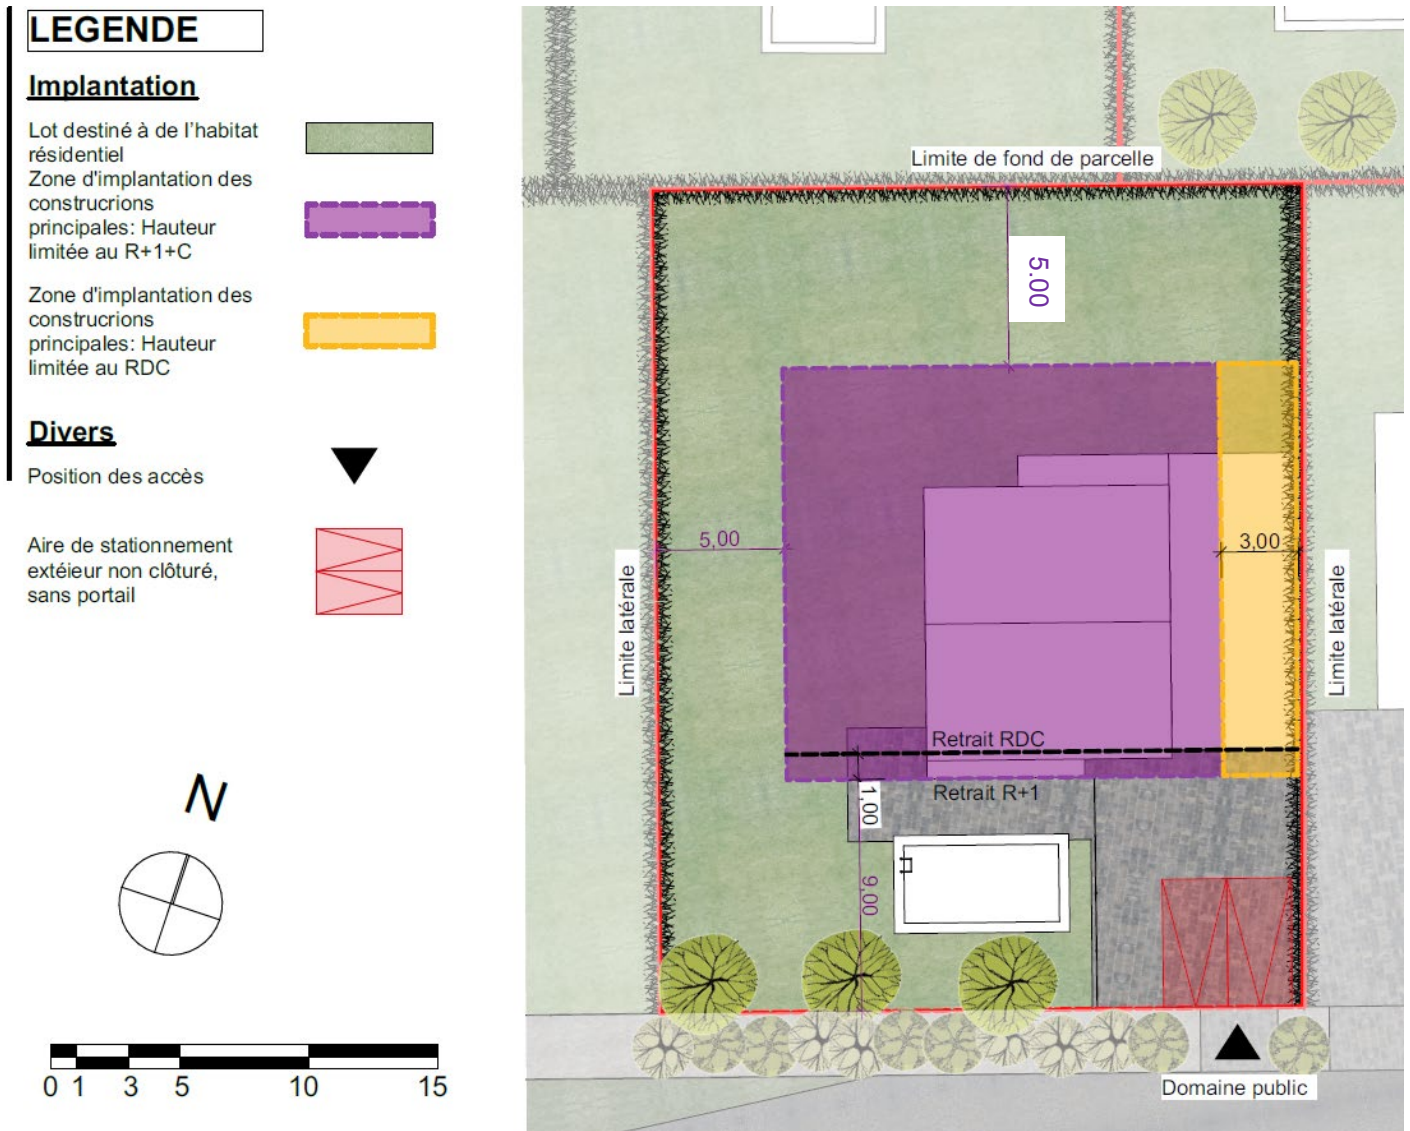 LEGENDE
Implantation
Lot destiné à de l'habitat
résidentiel
Zone d'implantation des
construcrions
principales: Hauteur
limitée au R+1+C
Zone d'implantation des
construcrions
principales: Hauteur
limitée au RDC
Divers
Position des accès
Aire de stationnement
extéieur non clôturé,
sans portail
N
0 1 3 5 10 15
Limite de fond de parcelle
5.00
5,00
3,00
Limite latérale
Limite latérale
Retrait RDC
Retrait R+1
1,00
9,00
Domaine public